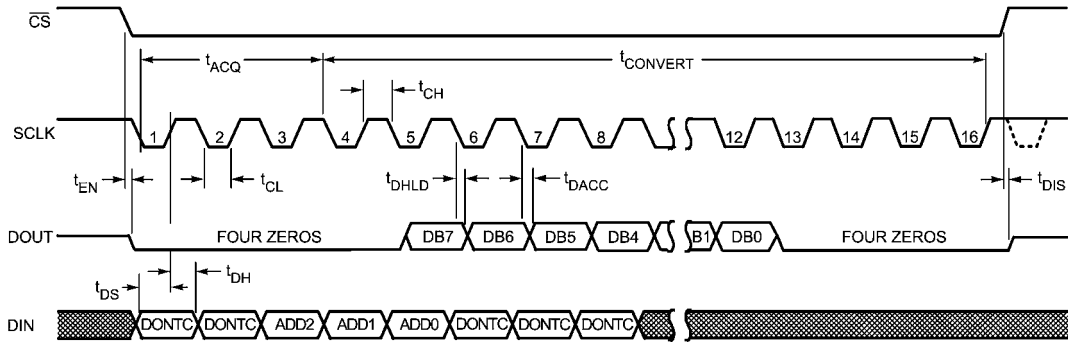 CS
tACQ
tCONVERT
tCH
SCLK
1 2 3 4 5 6 7 8 12 13 14 15 16
tEN
tCL
tDHLD
tDACC
tDIS
DOUT
FOUR ZEROS
DB7 DB6 DB5 DB4 B1 DB0
FOUR ZEROS
tDS
tDH
DIN
DONTC DONTC ADD2 ADD1 ADD0 DONTC DONTC DONTC